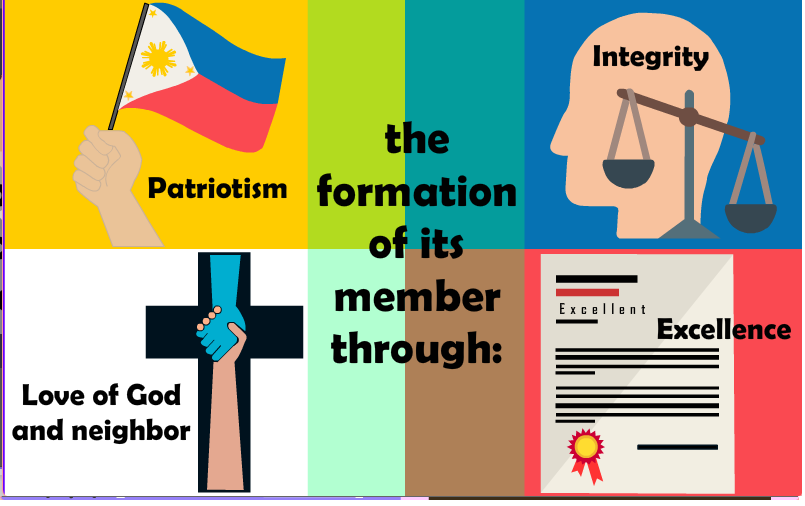 the
formation
of its
member
through:
Patriotism
Integrity
Love of God
and neighbor
Excellent
Excellence